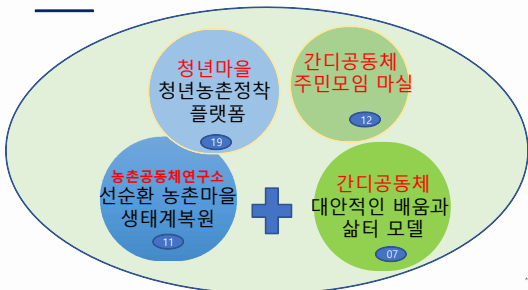 청년마을
청년농촌정착
플랫폼
19
간디공동체
주민모임 마실
12
농촌공동체연구소
선순환 농촌마을
생태계복원
11
간디공동체
대안적인 배움과
삶터 모델
07